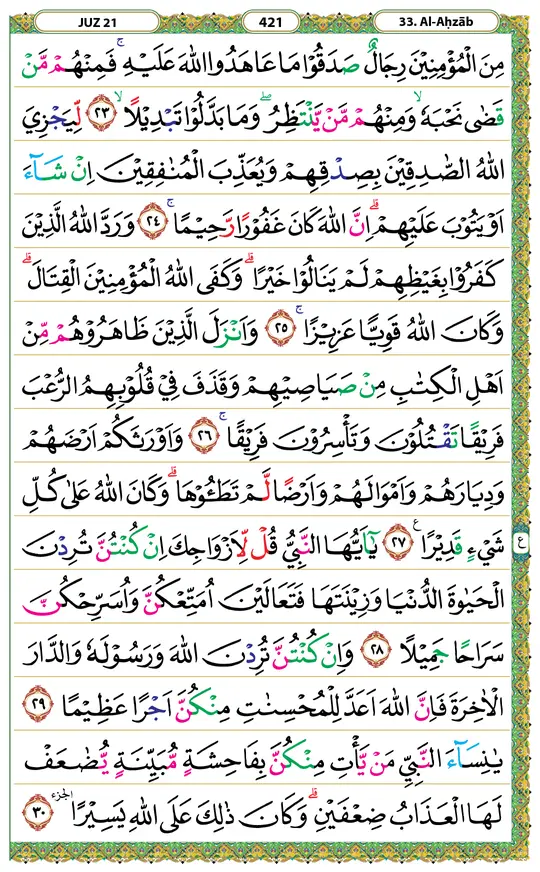 JUZ 21 421 33. Al-Aḥzāb
مِنَ الْمُؤْمِنِيْنَ رِجَالٌ صَدَقُوْا مَا عَاهَدُوا اللّٰهَ عَلَيْهِ ۚ فَمِنْهُمْ مَّنْ
قَضٰى نَحْبَهٗ ۙ وَمِنْهُمْ مَّنْ يَّنْتَظِرُ ۖ وَمَا بَدَّلُوْا تَبْدِيْلًا ۙ ٢٣ لِّيَجْزِيَ
اللّٰهُ الصّٰدِقِيْنَ بِصِدْقِهِمْ وَيُعَذِّبَ الْمُنٰفِقِيْنَ اِنْ شَاۤءَ
اَوْ يَتُوْبَ عَلَيْهِمْ ۗ اِنَّ اللّٰهَ كَانَ غَفُوْرًا رَّحِيْمًا ۚ ٢٤ وَرَدَّ اللّٰهُ الَّذِيْنَ
كَفَرُوْا بِغَيْظِهِمْ لَمْ يَنَالُوْا خَيْرًا ۗ وَكَفَى اللّٰهُ الْمُؤْمِنِيْنَ الْقِتَالَ ۗ
وَكَانَ اللّٰهُ قَوِيًّا عَزِيْزًا ۚ ٢٥ وَاَنْزَلَ الَّذِيْنَ ظَاهَرُوْهُمْ مِّنْ
اَهْلِ الْكِتٰبِ مِنْ صَيَاصِيْهِمْ وَقَذَفَ فِيْ قُلُوْبِهِمُ الرُّعْبَ
فَرِيْقًا تَقْتُلُوْنَ وَتَأْسِرُوْنَ فَرِيْقًا ۚ ٢٦ وَاَوْرَثَكُمْ اَرْضَهُمْ
وَدِيَارَهُمْ وَاَمْوَالَهُمْ وَاَرْضًا لَّمْ تَطَـُٔوْهَا ۗ وَكَانَ اللّٰهُ عَلٰى كُلِّ
شَيْءٍ قَدِيْرًا ࣖ ٢٧ يٰٓاَيُّهَا النَّبِيُّ قُلْ لِّاَزْوَاجِكَ اِنْ كُنْتُنَّ تُرِدْنَ ع
الْحَيٰوةَ الدُّنْيَا وَزِيْنَتَهَا فَتَعَالَيْنَ اُمَتِّعْكُنَّ وَاُسَرِّحْكُنَّ
سَرَاحًا جَمِيْلًا ٢٨ وَاِنْ كُنْتُنَّ تُرِدْنَ اللّٰهَ وَرَسُوْلَهٗ وَالدَّارَ
الْاٰخِرَةَ فَاِنَّ اللّٰهَ اَعَدَّ لِلْمُحْسِنٰتِ مِنْكُنَّ اَجْرًا عَظِيْمًا ٢٩
يٰنِسَاۤءَ النَّبِيِّ مَنْ يَّأْتِ مِنْكُنَّ بِفَاحِشَةٍ مُّبَيِّنَةٍ يُّضٰعَفْ
لَهَا الْعَذَابُ ضِعْفَيْنِ ۗ وَكَانَ ذٰلِكَ عَلَى اللّٰهِ يَسِيْرًا الجزء ٣٠